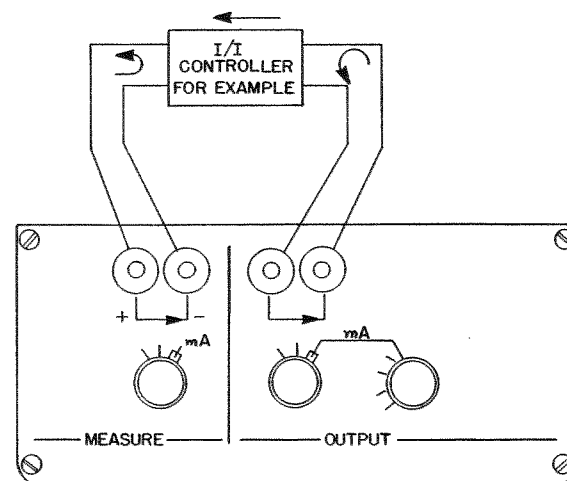 I/I
CONTROLLER
FOR EXAMPLE
+ -
mA
mA
MEASURE
OUTPUT